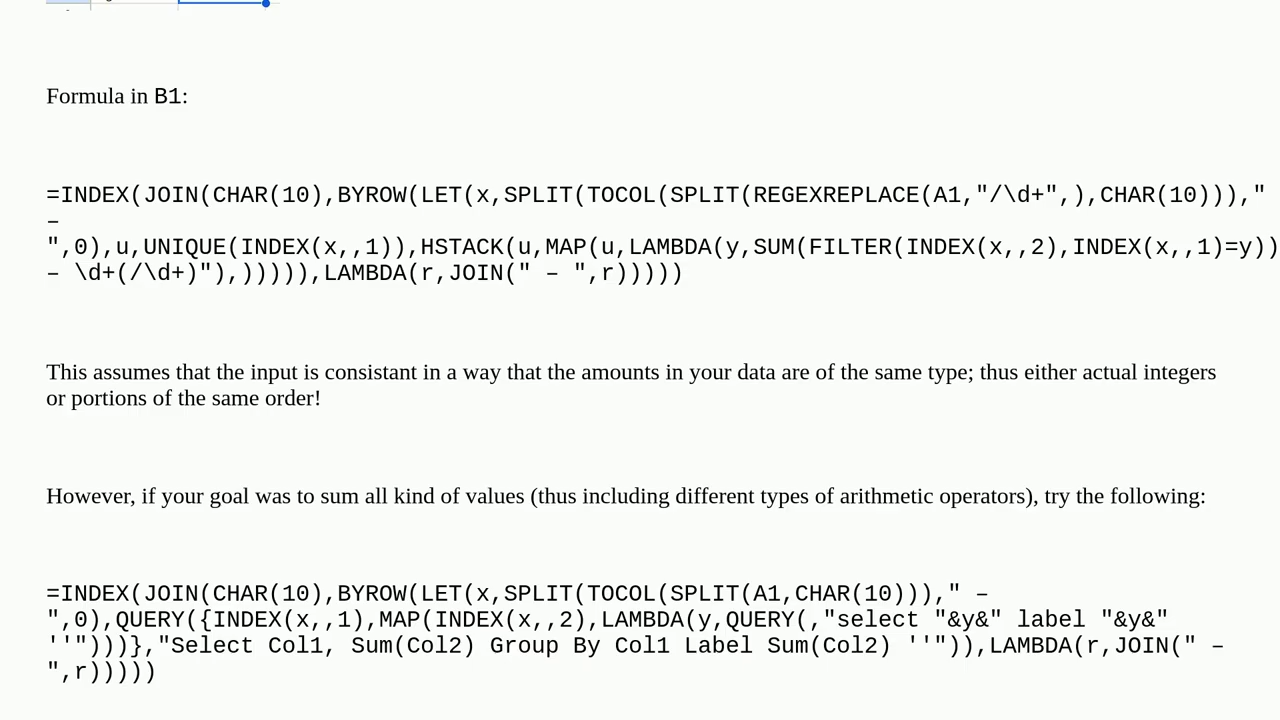 Formula in B1:
=INDEX(JOIN(CHAR(10),BYROW(LET(x,SPLIT(TOCOL(SPLIT(REGEXREPLACE(A1,"/\d+",),CHAR(10))),"
–
",0),u,UNIQUE(INDEX(x,,1)),HSTACK(u,MAP(u,LAMBDA(y,SUM(FILTER(INDEX(x,,2),INDEX(x,,1)=y))
– \d+(/\d+)"),))))),LAMBDA(r,JOIN(" – ",r)))))
This assumes that the input is consistant in a way that the amounts in your data are of the same type; thus either actual integers
or portions of the same order!
However, if your goal was to sum all kind of values (thus including different types of arithmetic operators), try the following:
=INDEX(JOIN(CHAR(10),BYROW(LET(x,SPLIT(TOCOL(SPLIT(A1,CHAR(10)))," –
",0),QUERY({INDEX(x,,1),MAP(INDEX(x,,2),LAMBDA(y,QUERY(,"select "&y&" label "&y&"
''")))},"Select Col1, Sum(Col2) Group By Col1 Label Sum(Col2) ''")),LAMBDA(r,JOIN(" –
",r)))))